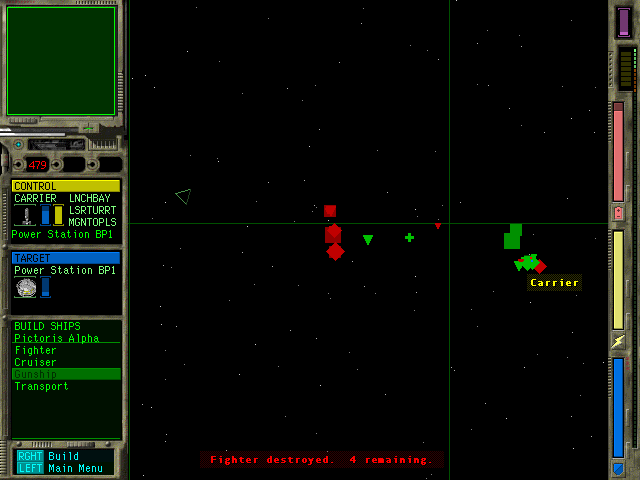 479
CONTROL
CARRIER LNCHBAY
LSRTURRT
MGNTOPLS
Power Station BP1
TARGET
Power Station BP1
BUILD SHIPS
Pictoris Alpha
Fighter
Cruiser
Gunship
Transport
RGHT Build
LEFT Main Menu
Carrier
Fighter destroyed. 4 remaining.